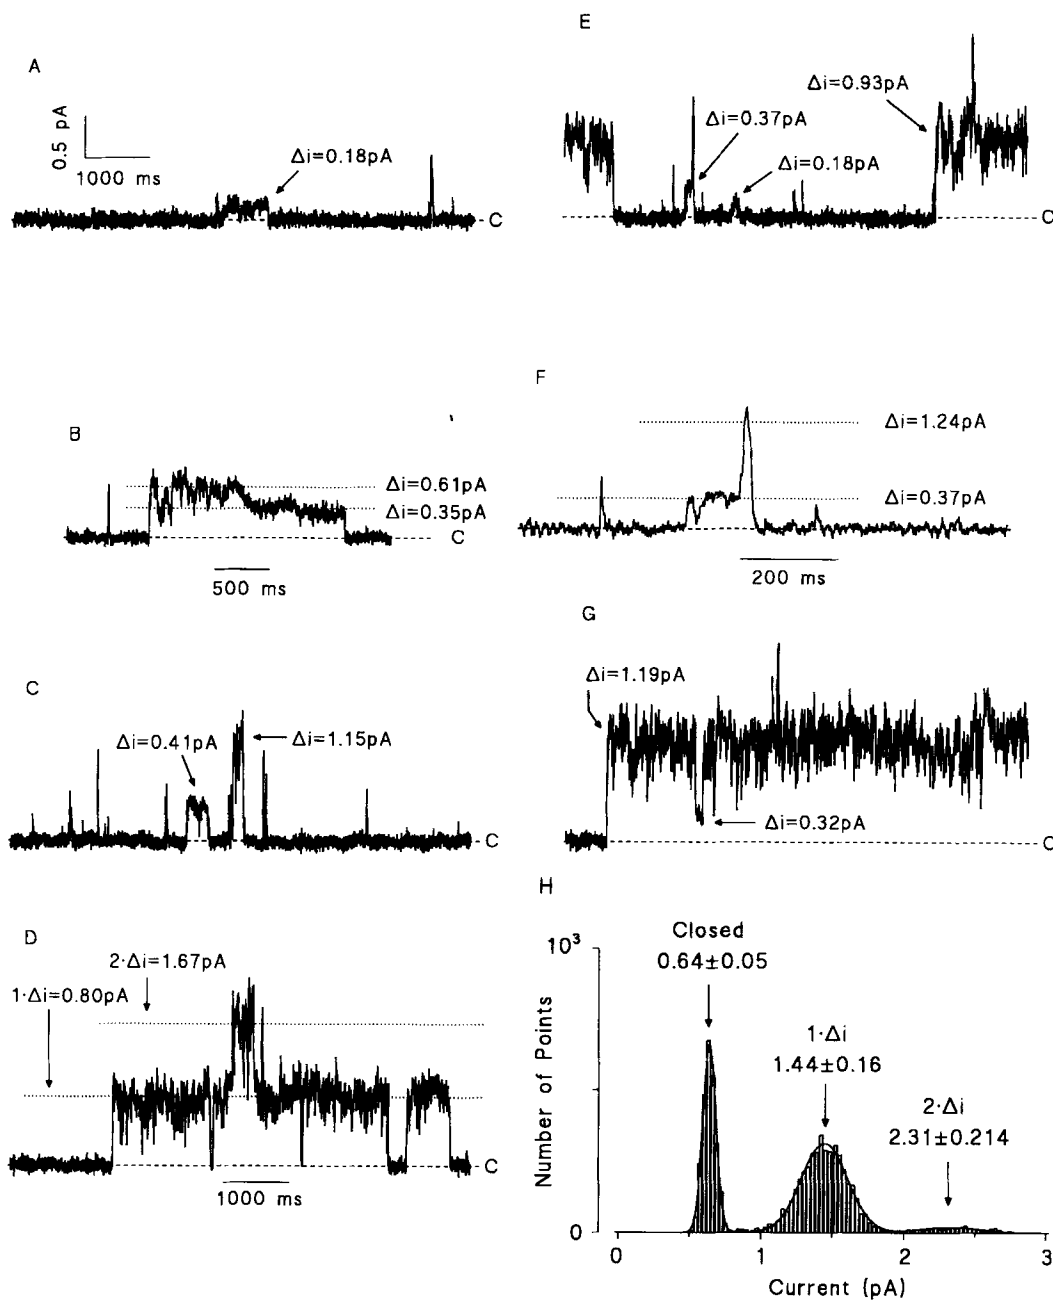 A
0.5 pA
1000 ms
Δi=0.18pA
C
B
Δi=0.61pA
Δi=0.35pA
C
500 ms
C
Δi=0.41pA
Δi=1.15pA
C
D
2·Δi=1.67pA
1·Δi=0.80pA
C
1000 ms
E
Δi=0.93pA
Δi=0.37pA
Δi=0.18pA
C
F
Δi=1.24pA
Δi=0.37pA
200 ms
G
Δi=1.19pA
Δi=0.32pA
C
H
Closed
0.64±0.05
1·Δi
1.44±0.16
2·Δi
2.31±0.214
10³
Number of Points
0
0 1 2 3
Current (pA)